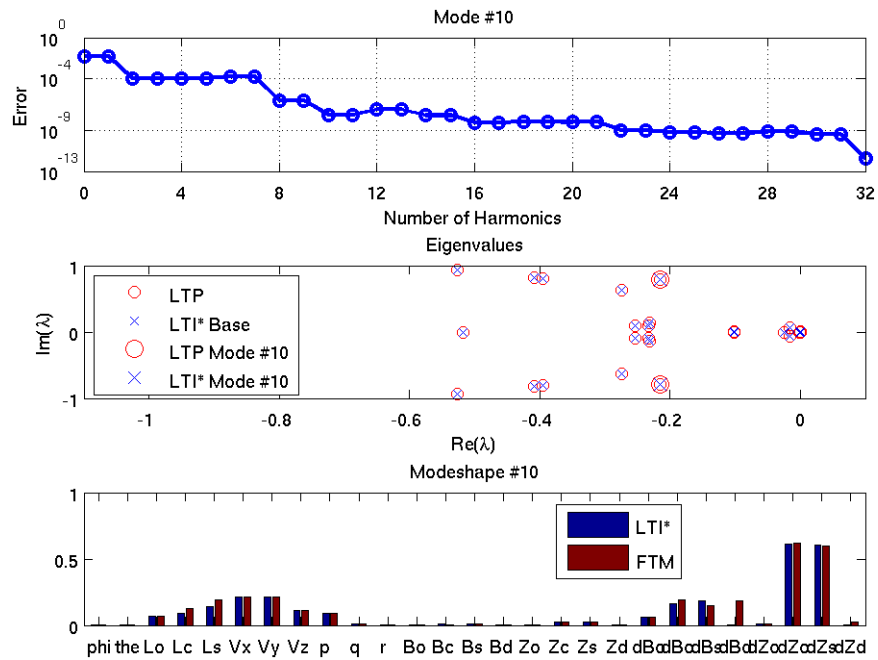 Mode #10
10 0
10 -4
10 -9
10 -13
Error
0 4 8 12 16 20 24 28 32
Number of Harmonics
Eigenvalues
1
0
-1
Im(λ)
LTP
LTI* Base
LTP Mode #10
LTI* Mode #10
-1 -0.8 -0.6 -0.4 -0.2 0
Re(λ)
Modeshape #10
1
0.5
0
LTI*
FTM
phi the Lo Lc Ls Vx Vy Vz p q r Bo Bc Bs Bd Zo Zc Zs Zd dBo dBc dBs dBd dZo dZc dZs dZd